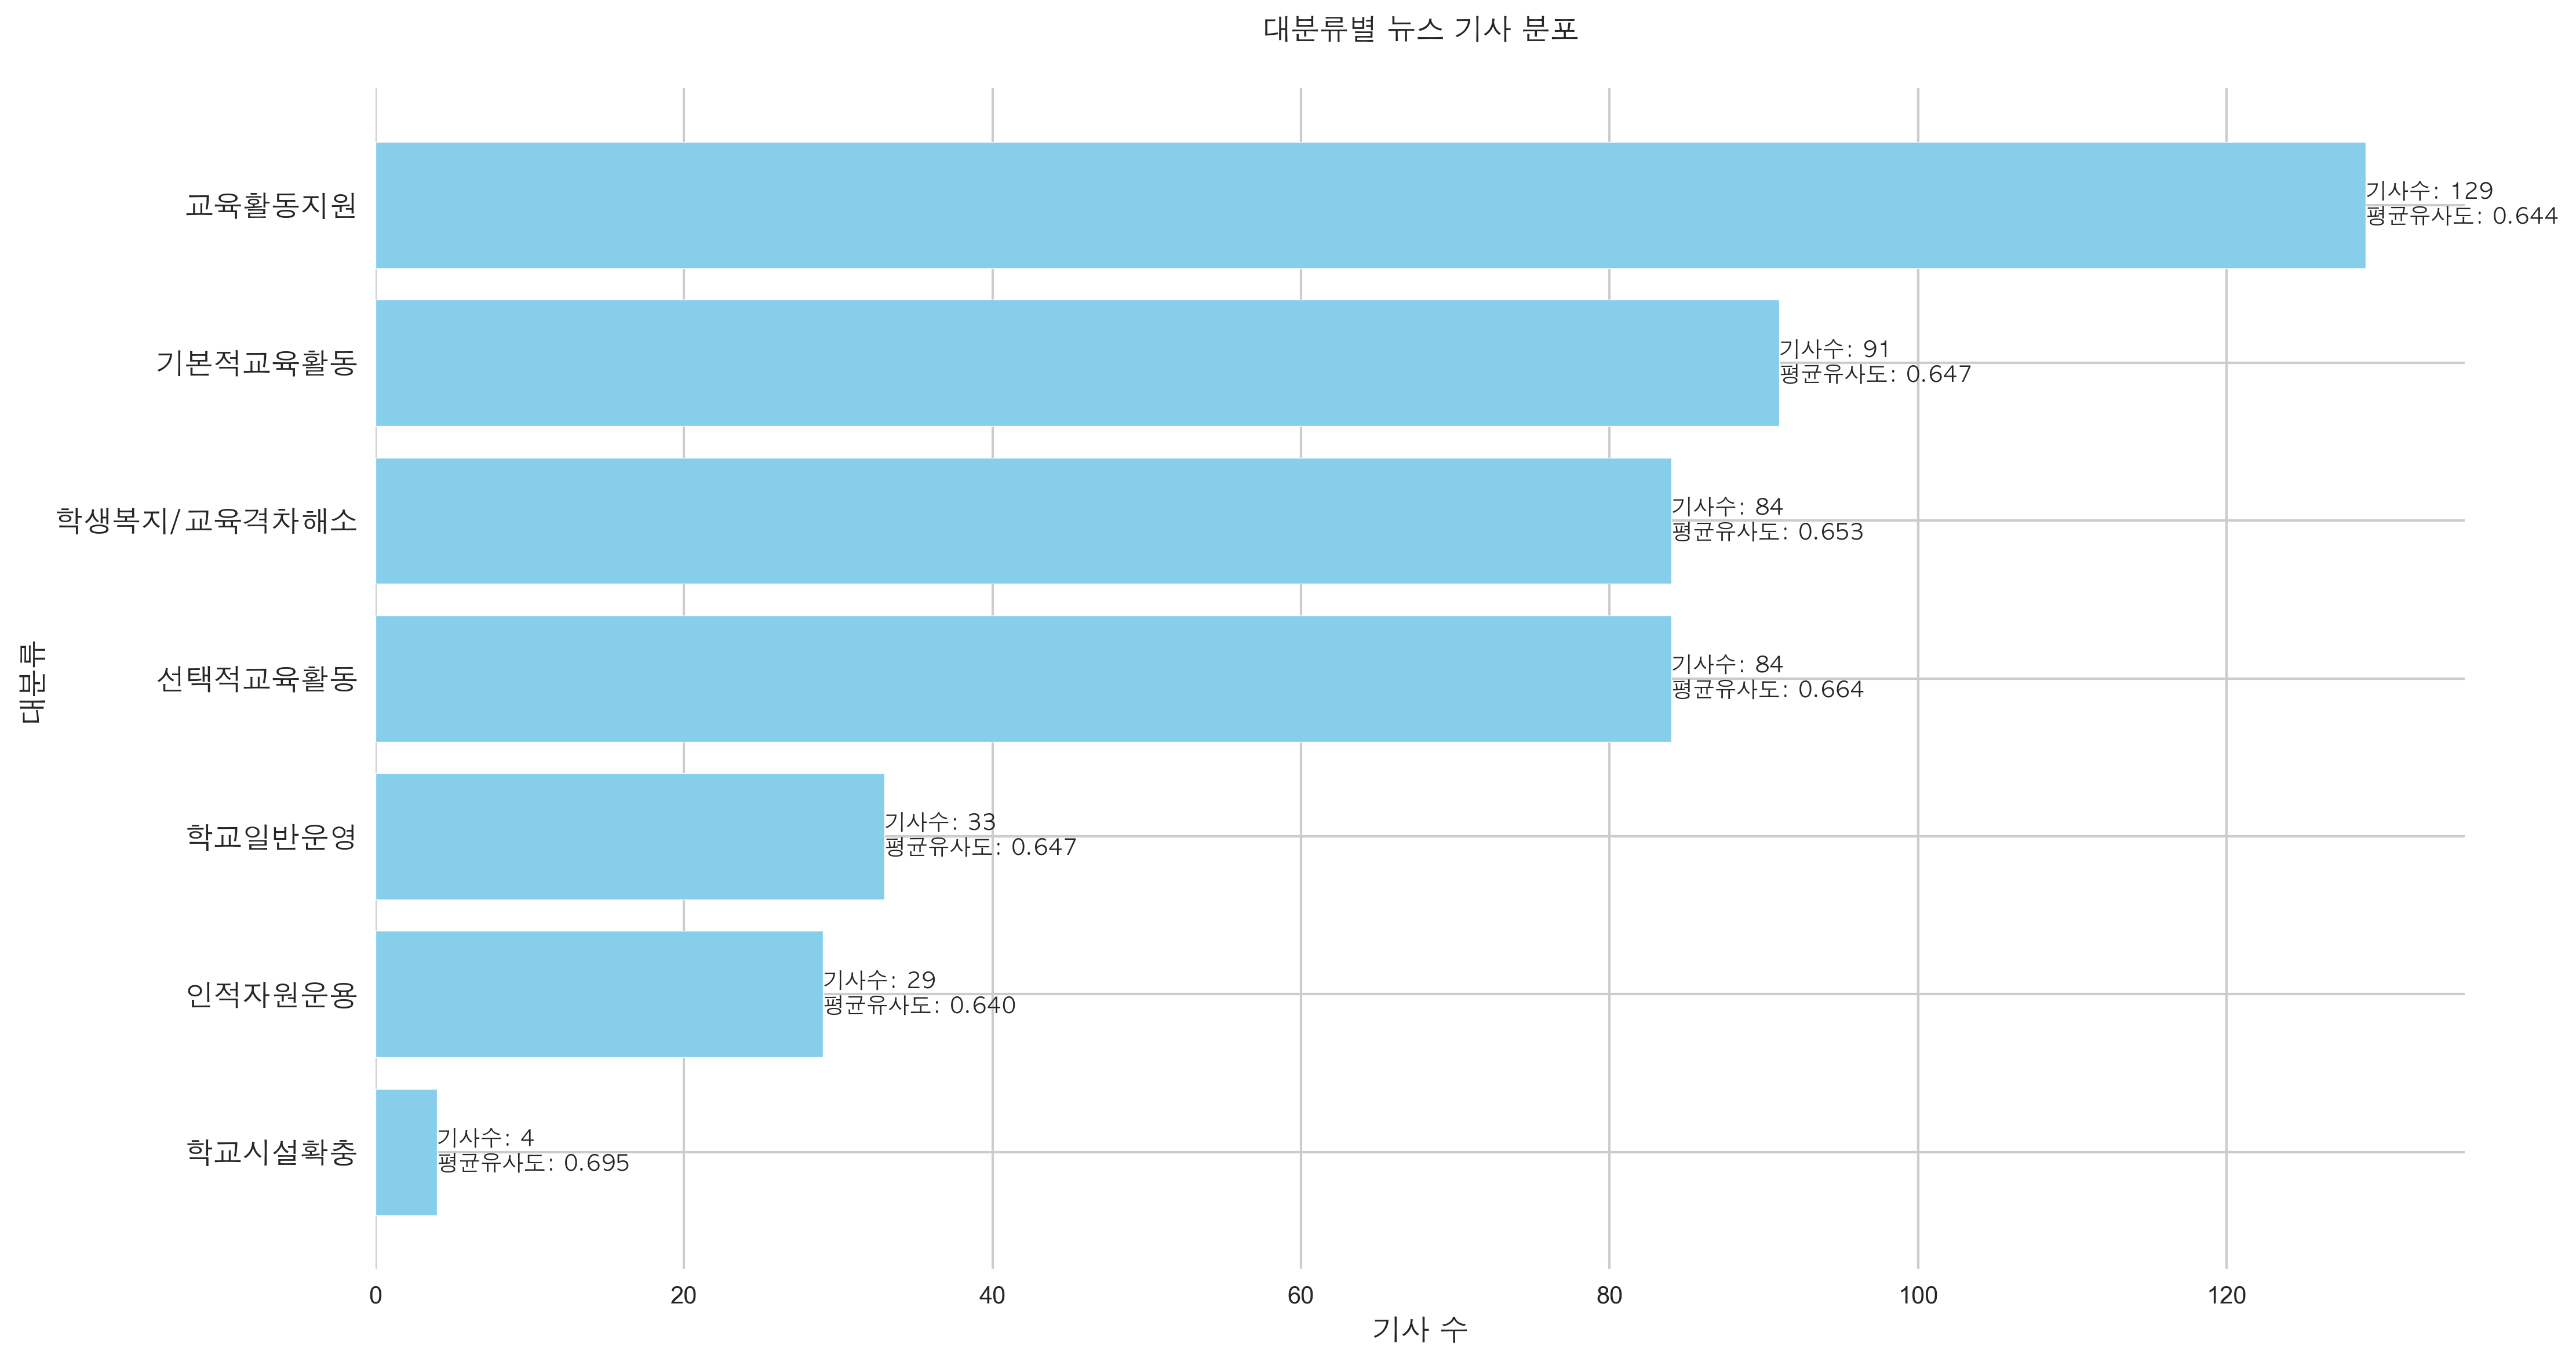 대분류별 뉴스 기사 분포
대분류
교육활동지원
기사수: 129
평균유사도: 0.644
기본적교육활동
기사수: 91
평균유사도: 0.647
학생복지/교육격차해소
기사수: 84
평균유사도: 0.653
선택적교육활동
기사수: 84
평균유사도: 0.664
학교일반운영
기사수: 33
평균유사도: 0.647
인적자원운용
기사수: 29
평균유사도: 0.640
학교시설확충
기사수: 4
평균유사도: 0.695
0 20 40 60 80 100 120
기사 수